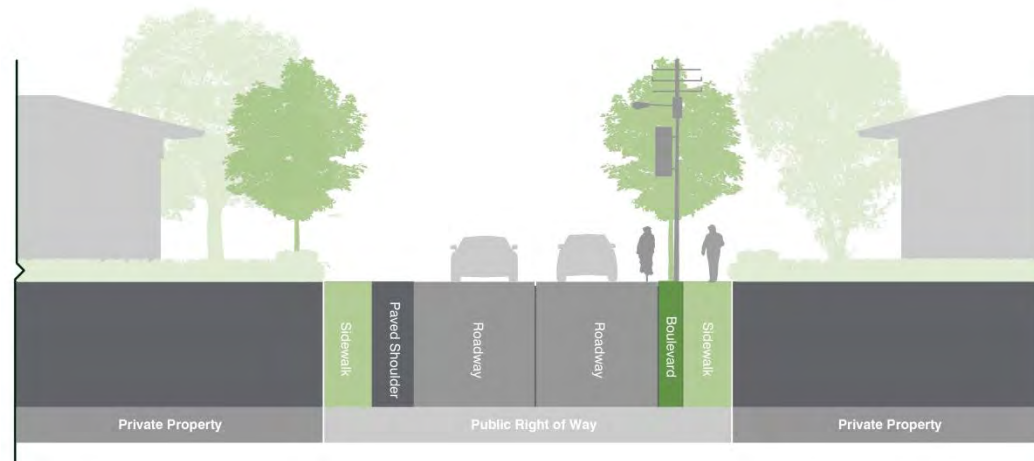 Sidewalk
Paved Shoulder
Roadway
Roadway
Boulevard
Sidewalk
Private Property
Public Right of Way
Private Property